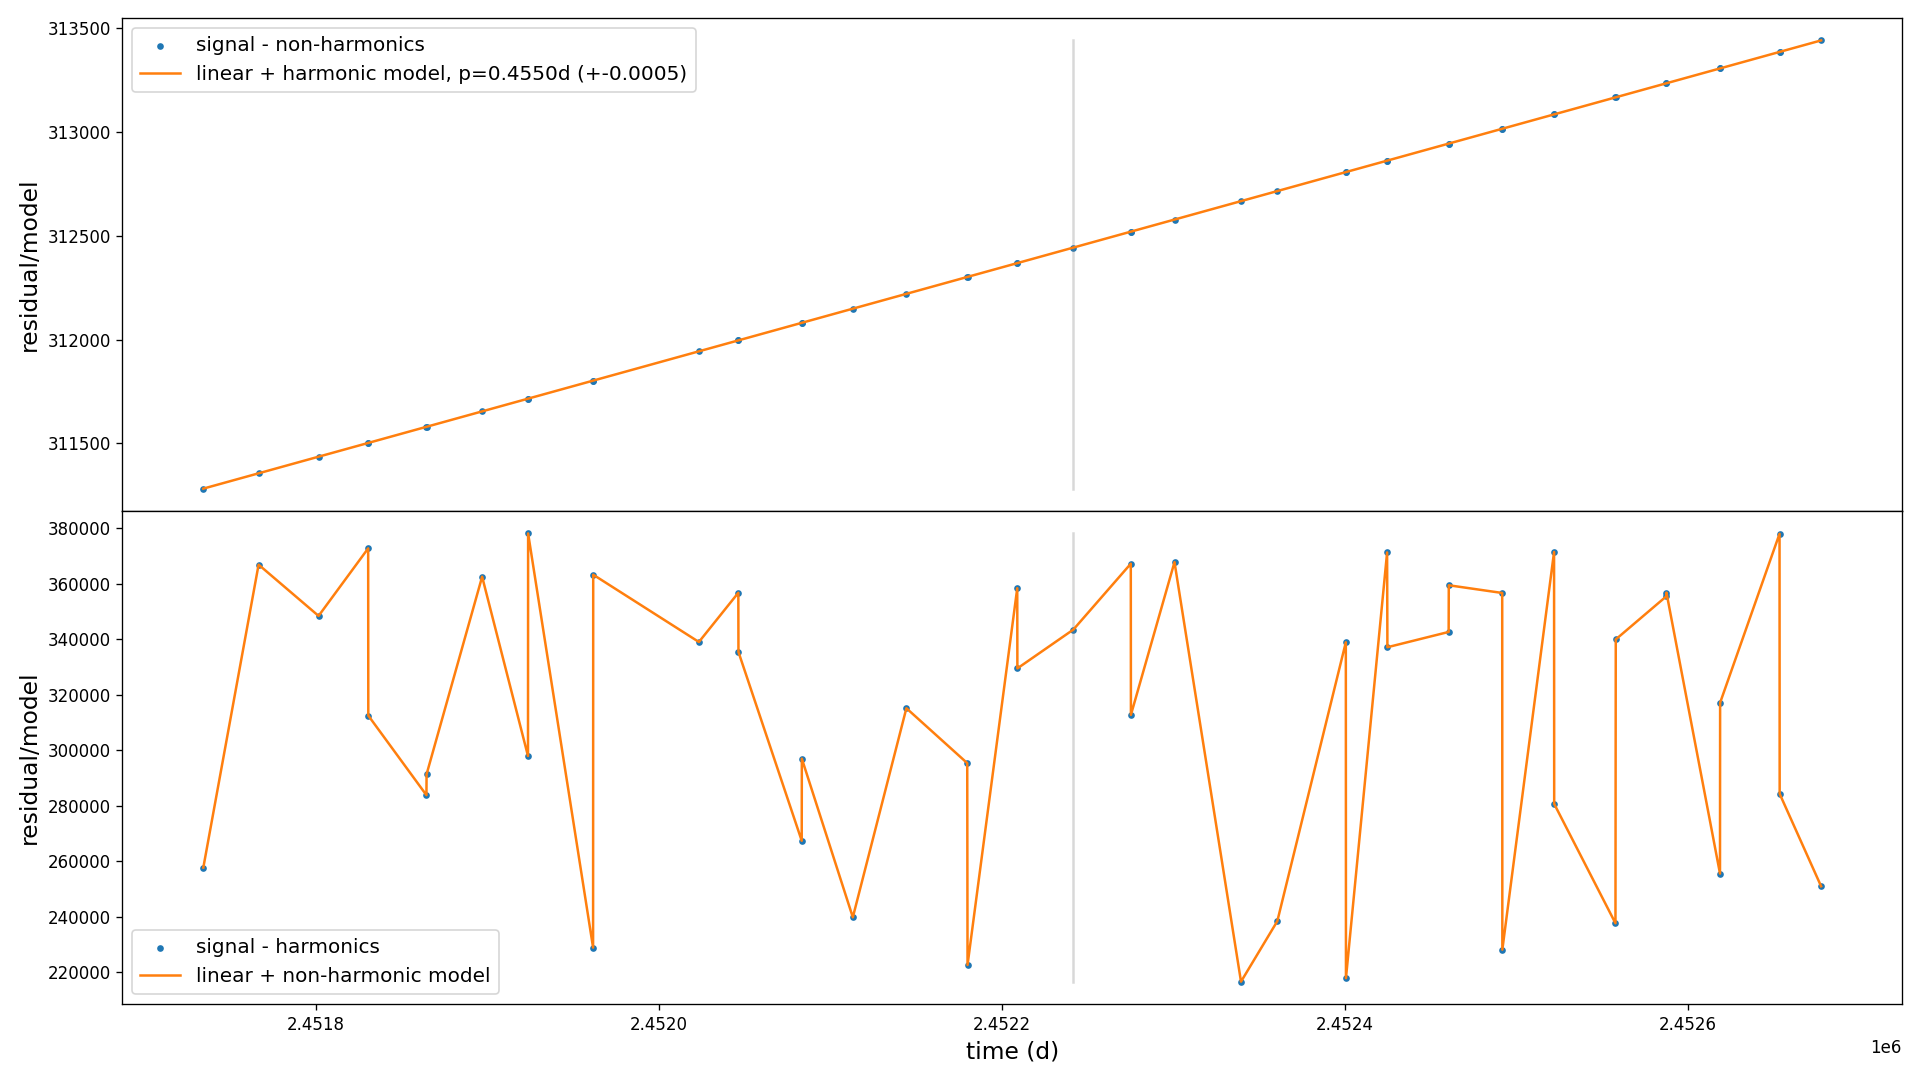 313500
313000
312500
312000
311500
residual/model
signal - non-harmonics
linear + harmonic model, p=0.4550d (+-0.0005)
380000
360000
340000
320000
300000
280000
260000
240000
220000
residual/model
signal - harmonics
linear + non-harmonic model
2.4518 2.4520 2.4522 2.4524 2.4526
1e6
time (d)